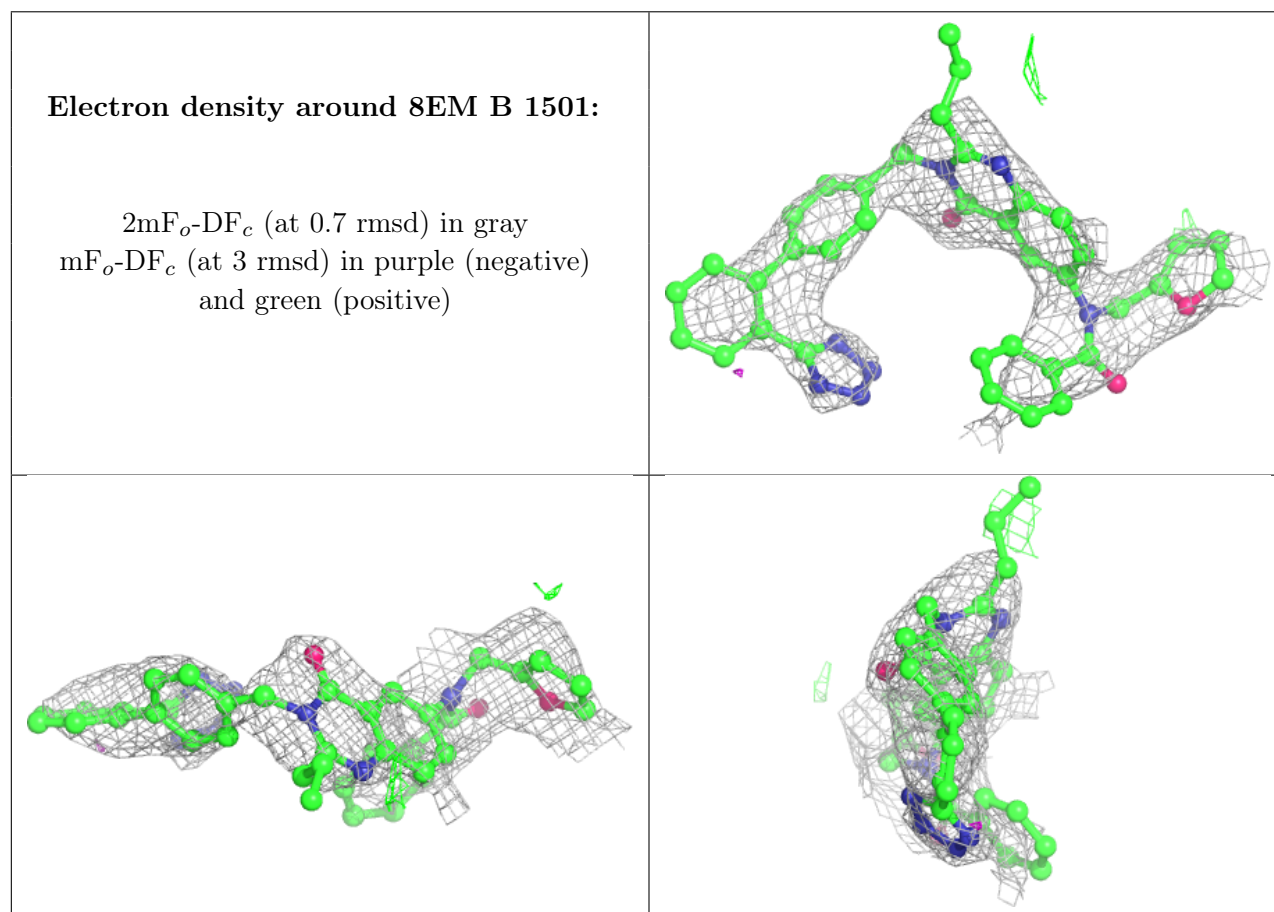 Electron density around 8EM B 1501:
2mFo-DFc (at 0.7 rmsd) in gray
mFo-DFc (at 3 rmsd) in purple (negative)
and green (positive)